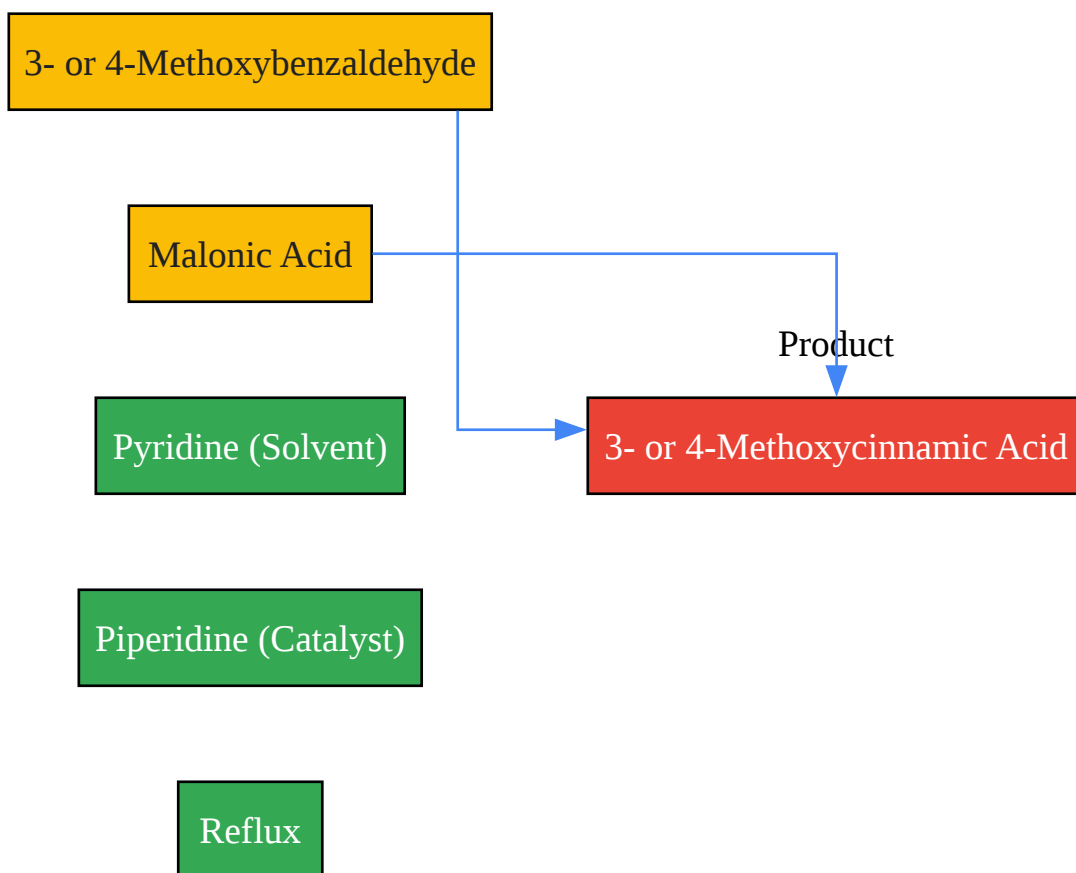 3- or 4-Methoxybenzaldehyde
Malonic Acid
Product
Pyridine (Solvent)
3- or 4-Methoxycinnamic Acid
Piperidine (Catalyst)
Reflux